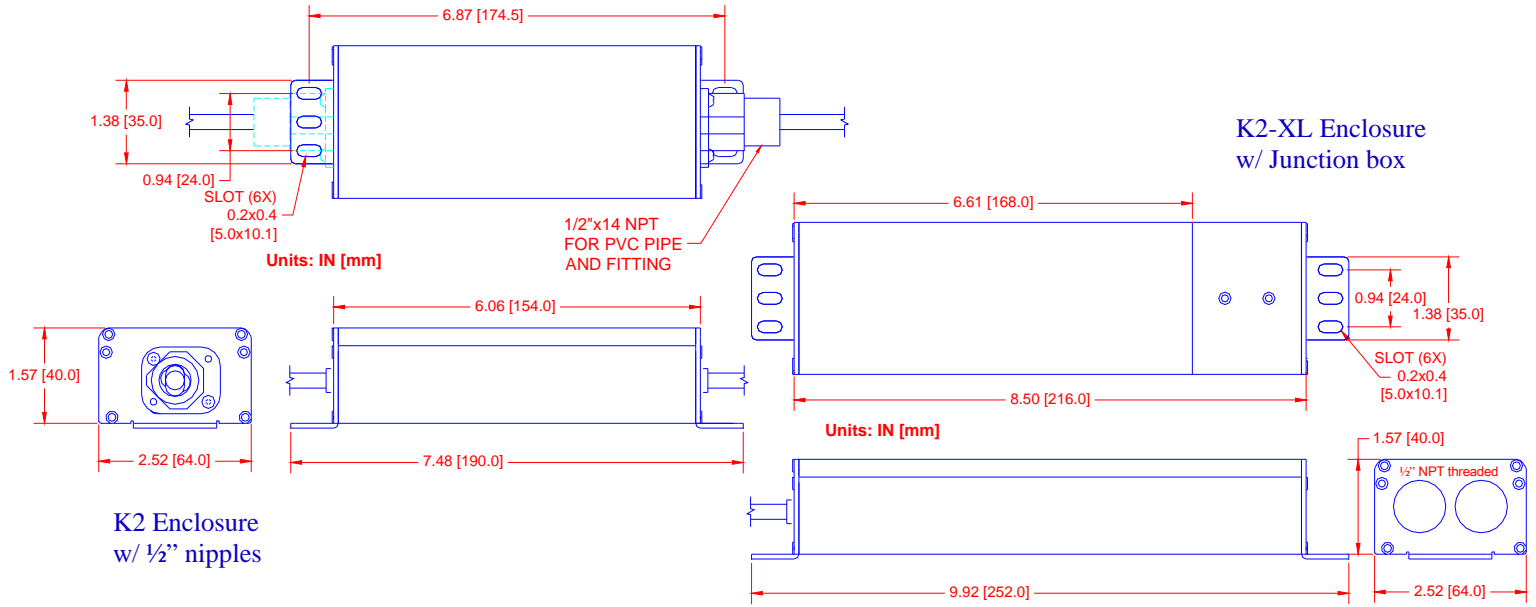 6.87 [174.5]
1.38 [35.0]
0.94 [24.0]
SLOT (6X)
0.2x0.4
[5.0x10.1]
1/2"x14 NPT
FOR PVC PIPE
AND FITTING
Units: IN [mm]
6.06 [154.0]
1.57 [40.0]
2.52 [64.0]
7.48 [190.0]
K2 Enclosure
w/ ½” nipples
K2-XL Enclosure
w/ Junction box
6.61 [168.0]
0.94 [24.0]
1.38 [35.0]
SLOT (6X)
0.2x0.4
[5.0x10.1]
8.50 [216.0]
Units: IN [mm]
1.57 [40.0]
½” NPT threaded
9.92 [252.0]
2.52 [64.0]